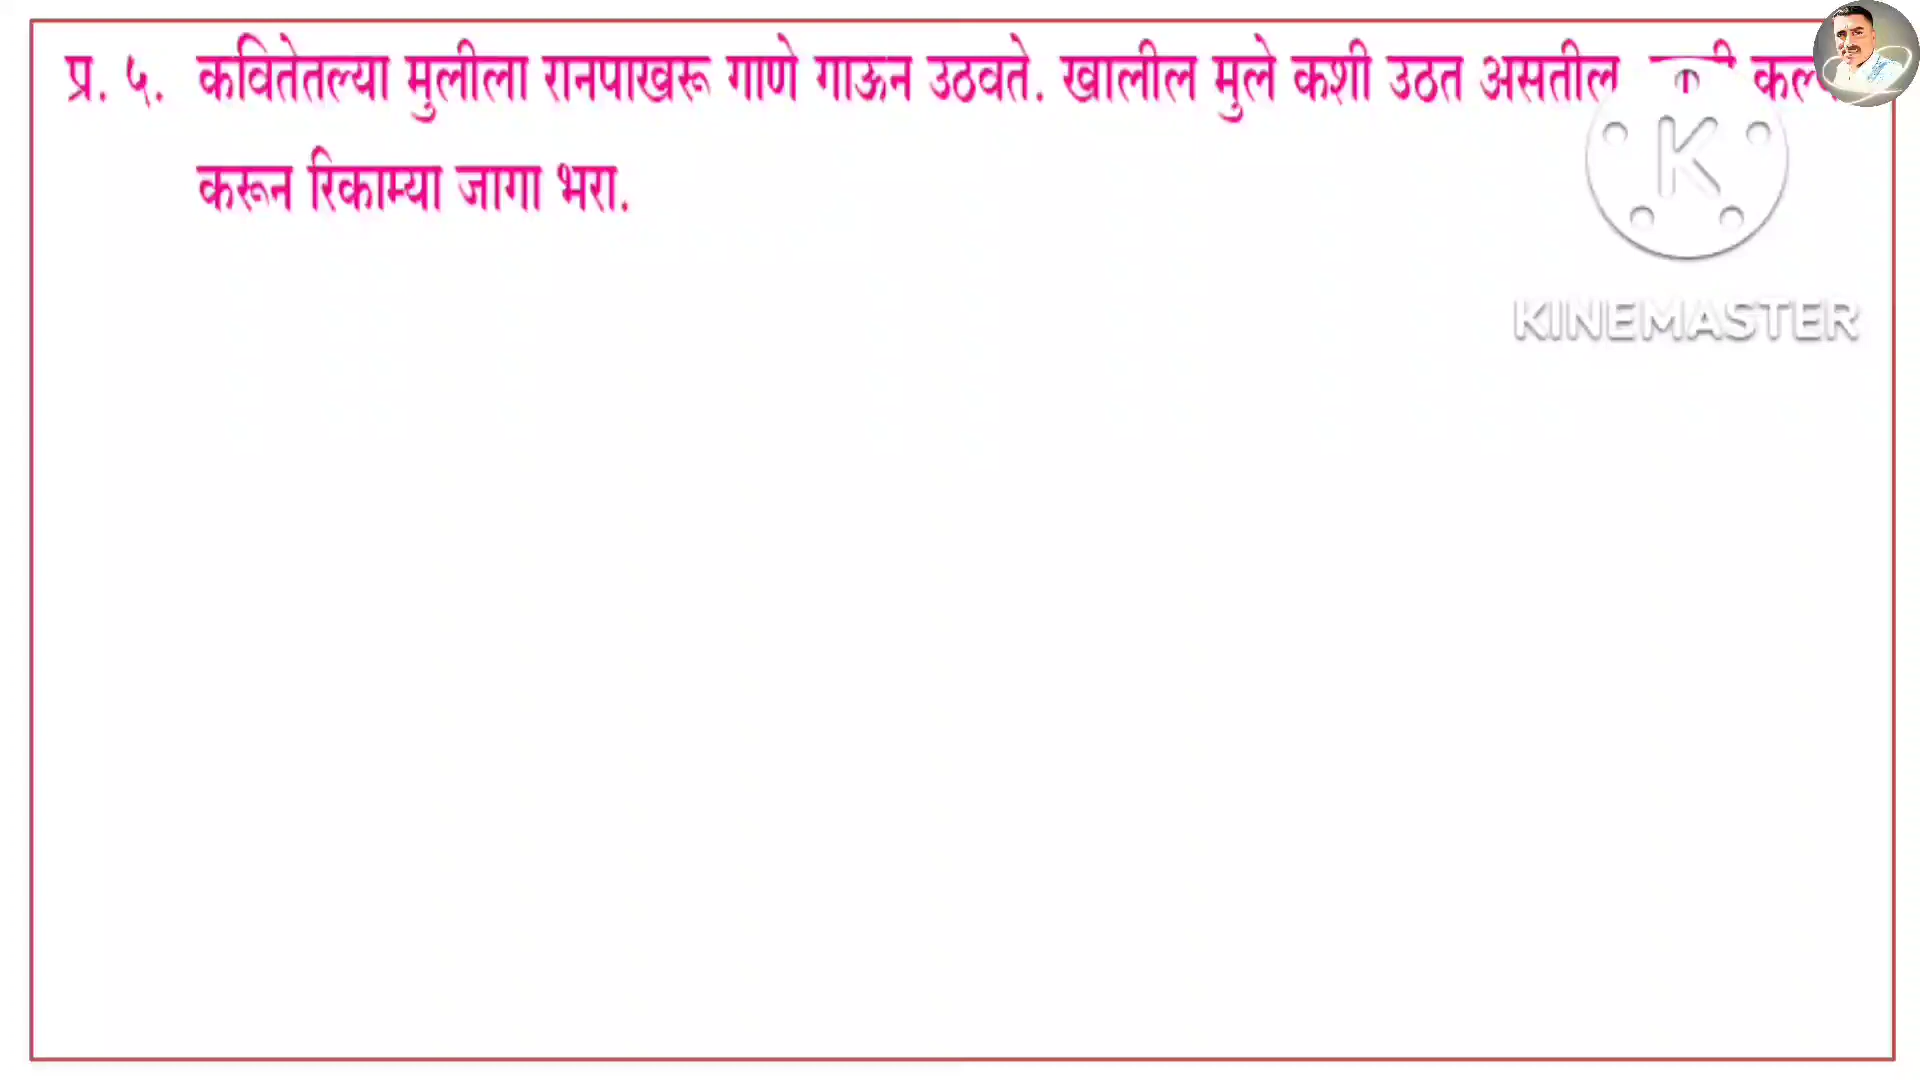 प्र. ५. कवितेतल्या मुलीला रानपाखरू गाणे गाऊन उठवते. खालील मुले कशी उठत असतील
करून रिकाम्या जागा भरा.
K
KINEMASTER